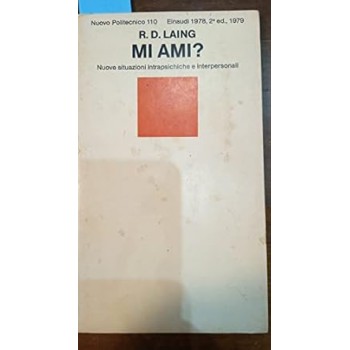 Nuovo Politecnico 110 Einaudi 1978, 2ª ed., 1979
R. D. LAING
MI AMI?
Nuove situazioni intrapsichiche e interpersonali